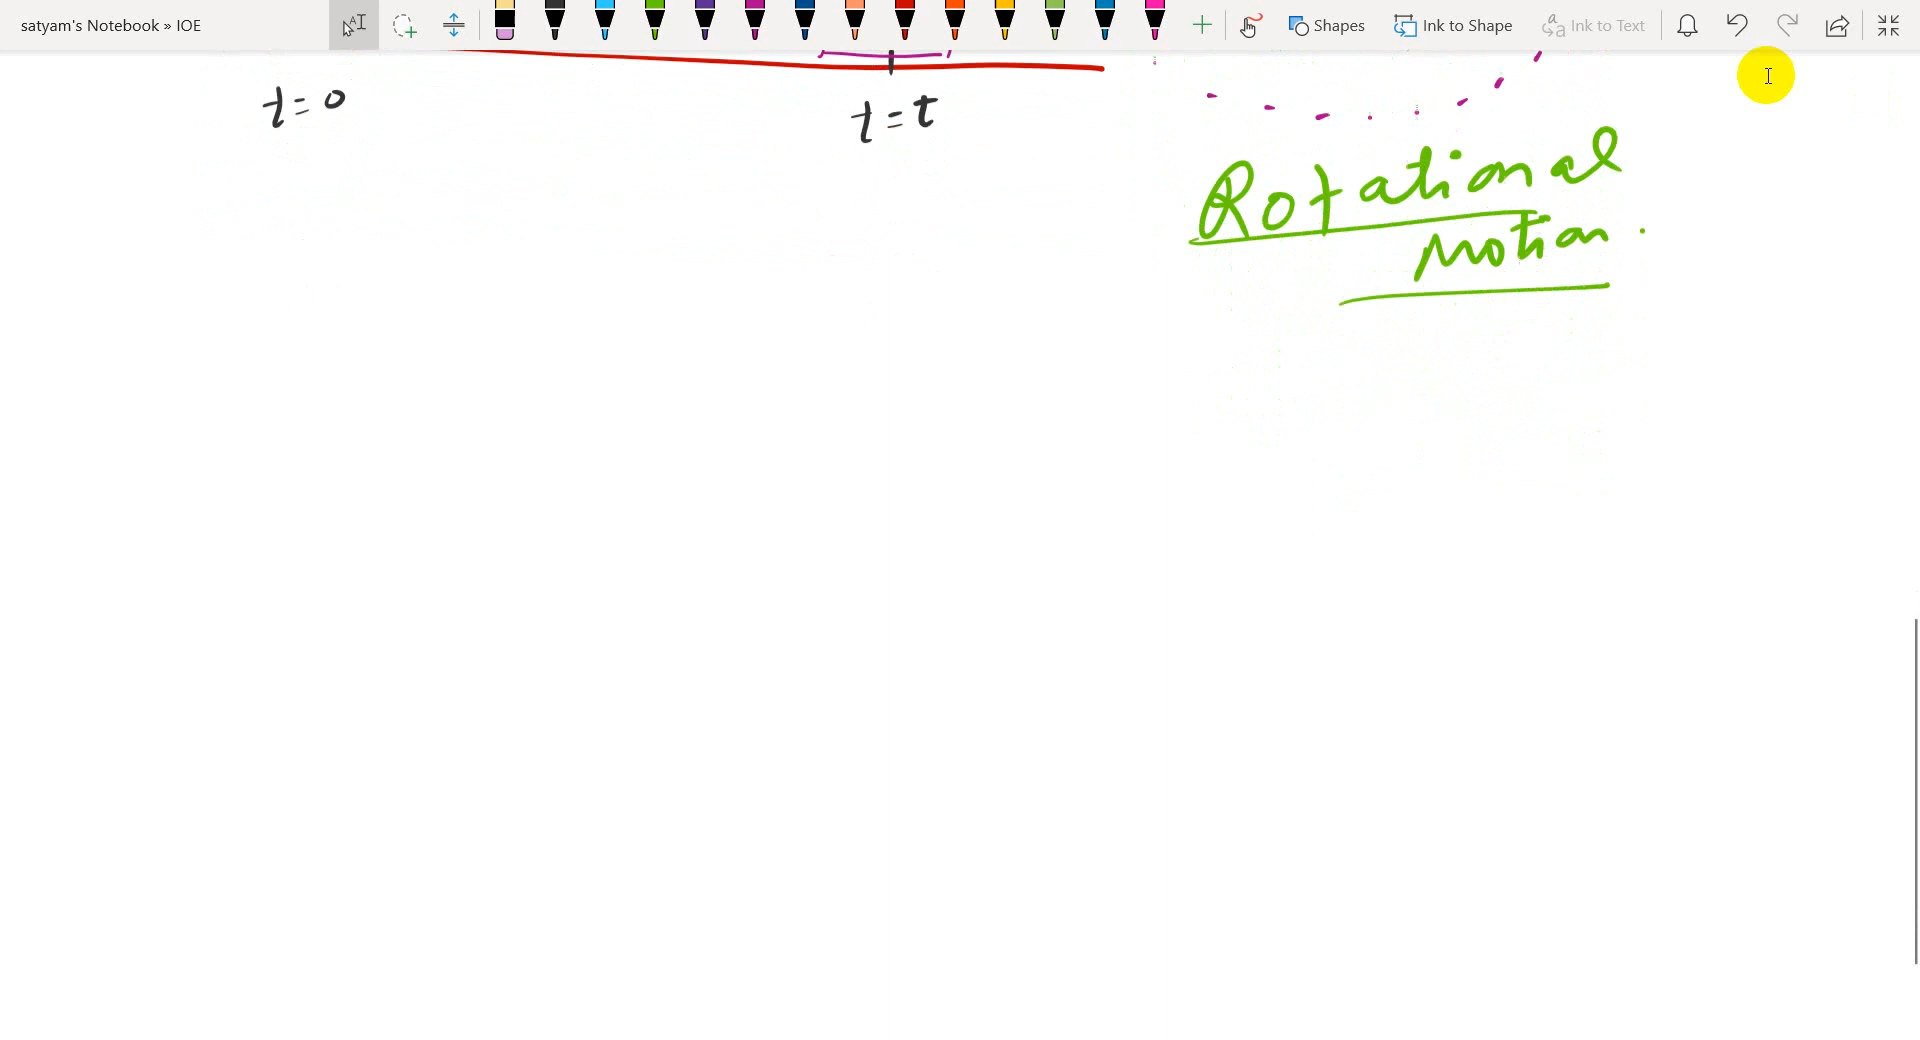 satyam's Notebook » IOE
Shapes
Ink to Shape
Ink to Text
t = 0
t = t
Rotational
Motion.